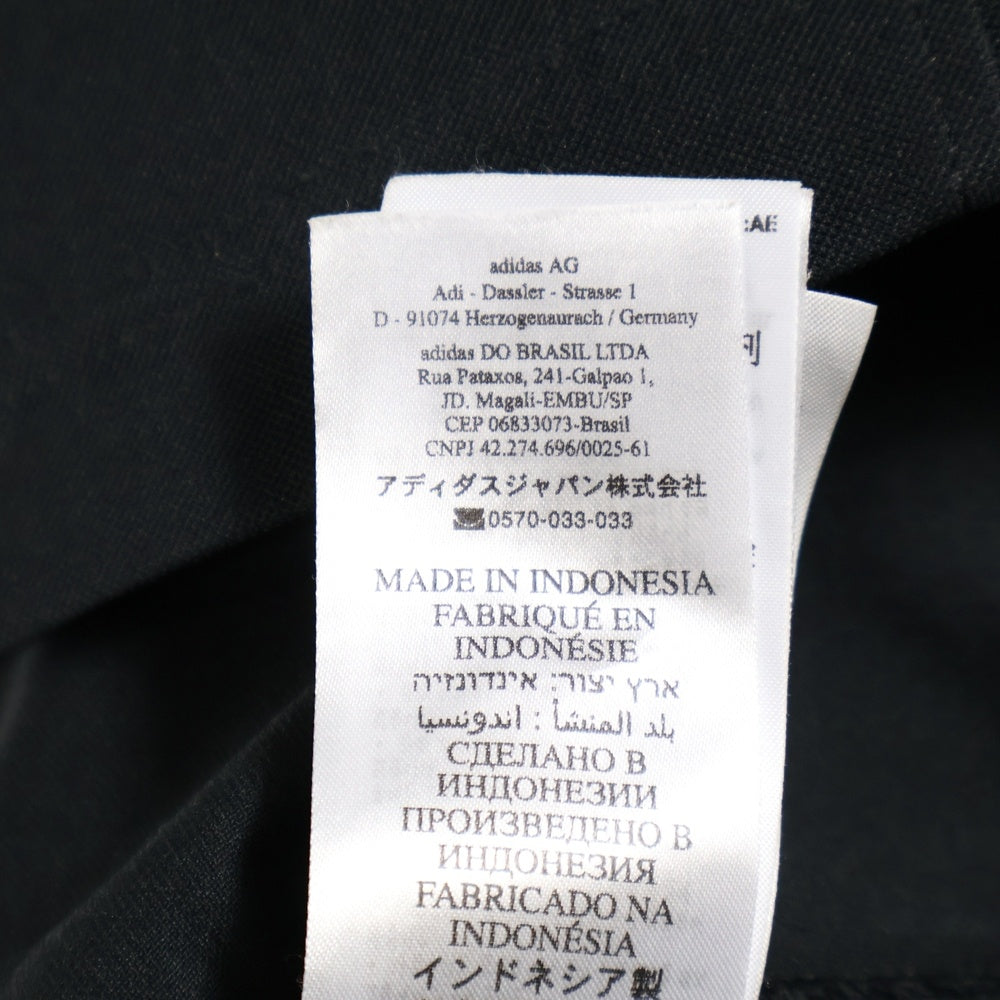 adidas AG
Adi - Dassler - Strasse 1
D - 91074 Herzogenaurach / Germany
adidas DO BRASIL LTDA
Rua Pataxos, 241-Galpao 1,
JD. Magali-EMBU/SP
CEP 06833073-Brasil
CNPJ 42.274.696/0025-61
アディダスジャパン株式会社
☎0570-033-033
MADE IN INDONESIA
FABRIQUÉ EN
INDONÉSIE
ארץ יצור: אינדונזיה
بلد المنشأ : اندونسيا
СДЕЛАНО В
ИНДОНЕЗИИ
ПРОИЗВЕДЕНО В
ИНДОНЕЗИЯ
FABRICADO NA
INDONÉSIA
インドネシア製